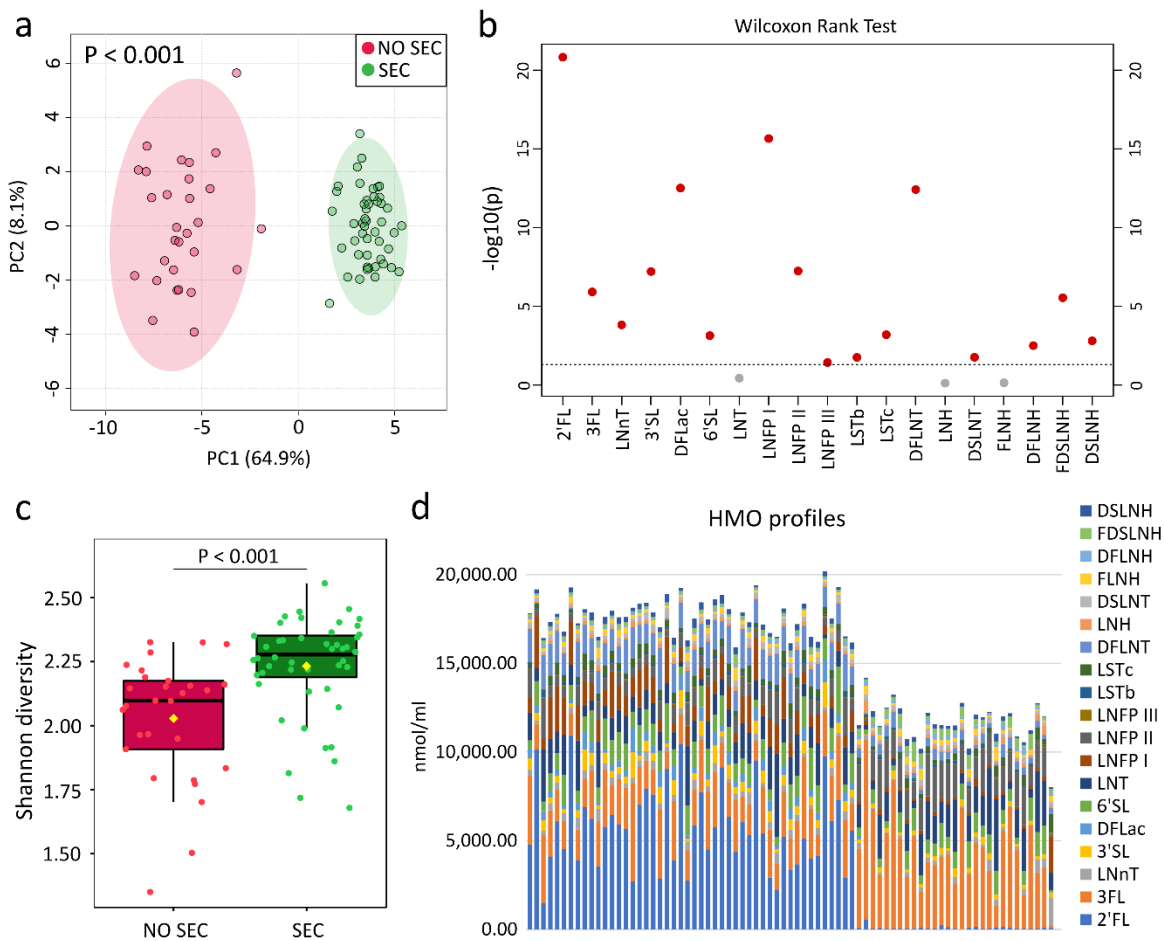 a
P < 0.001
NO SEC
SEC
6
4
2
0
-2
-4
-6
PC2 (8.1%)
-10
-5
0
5
PC1 (64.9%)
b
Wilcoxon Rank Test
20
15
10
5
0
-log10(p)
20
15
10
5
0
2'FL
3FL
LNnT
3'SL
DFLac
6'SL
LNT
LNFP I
LNFP II
LNFP III
LSTb
LSTc
DFLNT
LNH
DSLNT
FLNH
DFLNH
FDSLNH
DSLNH
c
P < 0.001
2.50
2.25
2.00
1.75
1.50
Shannon diversity
NO SEC
SEC
d
HMO profiles
20,000.00
15,000.00
10,000.00
5,000.00
0.00
nmol/ml
DSLNH
FDSLNH
DFLNH
FLNH
DSLNT
LNH
DFLNT
LSTc
LSTb
LNFP III
LNFP II
LNFP I
LNT
6'SL
DFLac
3'SL
LNnT
3FL
2'FL